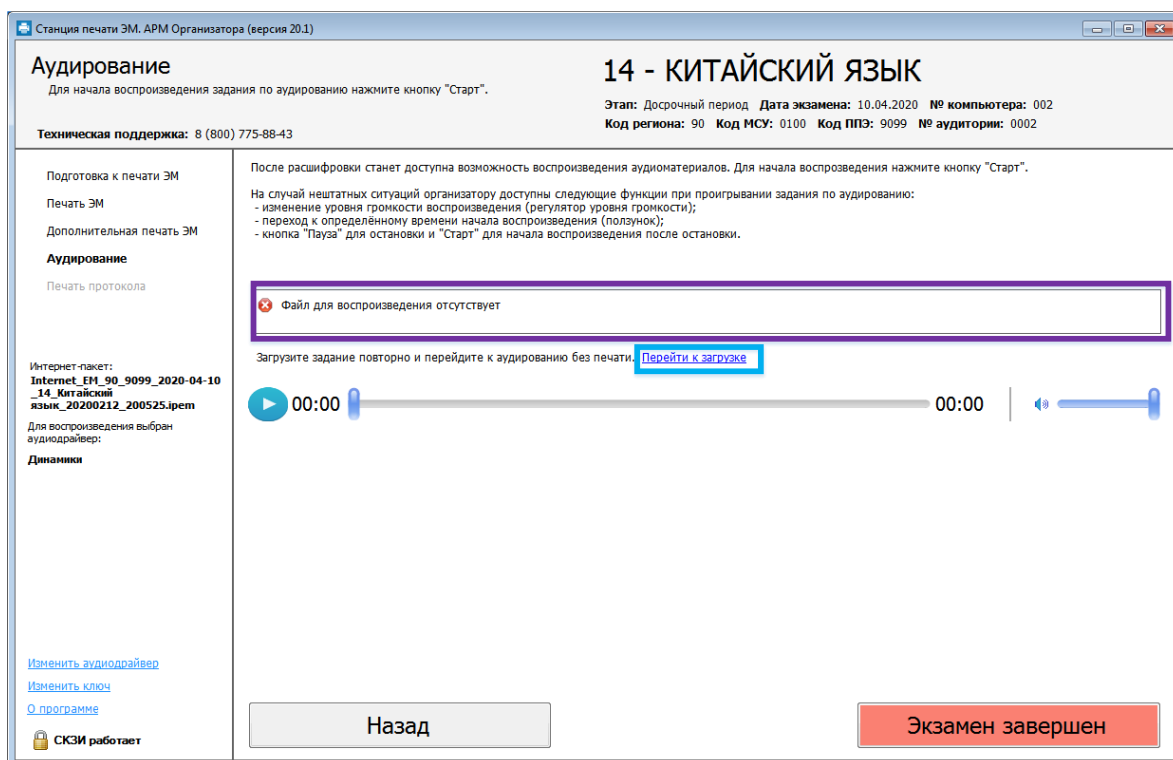 Станция печати ЭМ. АРМ Организатора (версия 20.1)
Аудирование
Для начала воспроизведения задания по аудированию нажмите кнопку "Старт".
Техническая поддержка: 8 (800) 775-88-43
14 - КИТАЙСКИЙ ЯЗЫК
Этап: Досрочный период Дата экзамена: 10.04.2020 № компьютера: 002
Код региона: 90 Код МСУ: 0100 Код ППЭ: 9099 № аудитории: 0002
Подготовка к печати ЭМ
Печать ЭМ
Дополнительная печать ЭМ
Аудирование
Печать протокола
Интернет-пакет:
Internet_EM_90_9099_2020-04-10
_14_Китайский
язык_20200212_200525.ipem
Для воспроизведения выбран
аудиодрайвер:
Динамики
Изменить аудиодрайвер
Изменить ключ
О программе
СКЗИ работает
После расшифровки станет доступна возможность воспроизведения аудиоматериалов. Для начала воспрозведения нажмите кнопку "Старт".
На случай нештатных ситуаций организатору доступны следующие функции при проигрывании задания по аудированию:
- изменение уровня громкости воспроизведения (регулятор уровня громкости);
- переход к определённому времени начала воспроизведения (ползунок);
- кнопка "Пауза" для остановки и "Старт" для начала воспроизведения после остановки.
Файл для воспроизведения отсутствует
Загрузите задание повторно и перейдите к аудированию без печати. Перейти к загрузке
00:00 00:00
Назад
Экзамен завершен